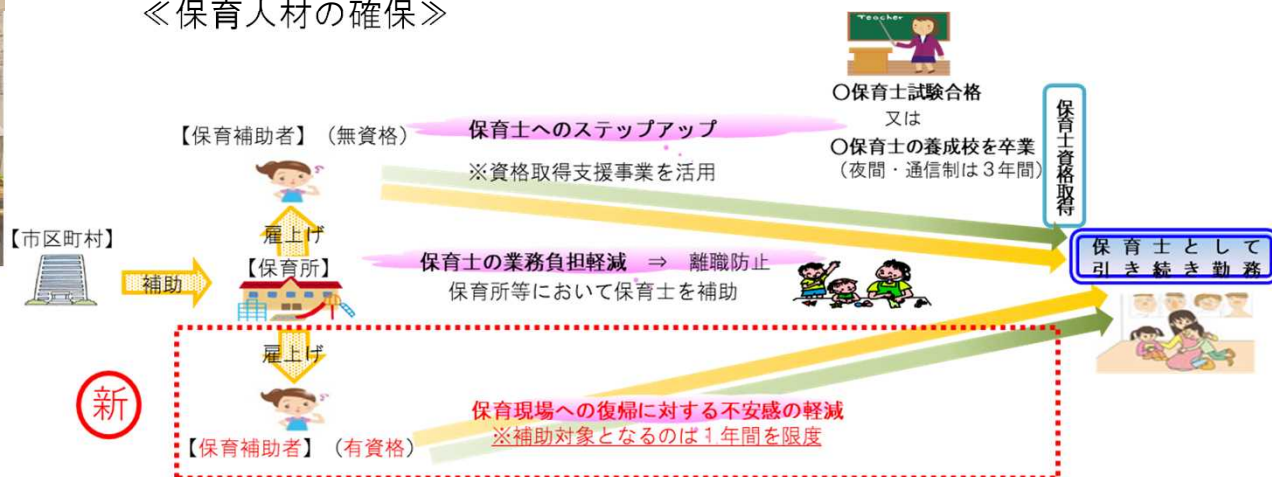 ≪保育人材の確保≫
Teacher
〇保育士試験合格
又は
〇保育士の養成校を卒業
（夜間・通信制は３年間）
保育士資格取得
【保育補助者】（無資格）
保育士へのステップアップ
※資格取得支援事業を活用
雇上げ
【市区町村】
補助
【保育所】
保育士の業務負担軽減 ⇒ 離職防止
保育所等において保育士を補助
保育士として
引き続き勤務
雇上げ
新
保育現場への復帰に対する不安感の軽減
※補助対象となるのは１年間を限度
【保育補助者】（有資格）